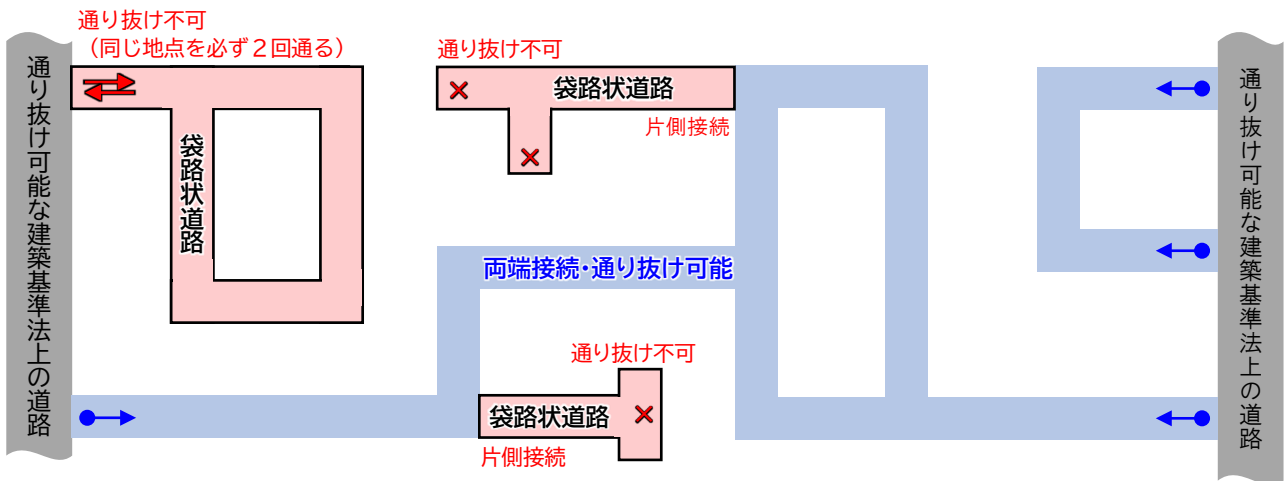 通り抜け不可
（同じ地点を必ず２回通る）
通り抜け可能な建築基準法上の道路
袋路状道路
通り抜け不可
袋路状道路
片側接続
両端接続・通り抜け可能
通り抜け不可
袋路状道路
片側接続
通り抜け可能な建築基準法上の道路